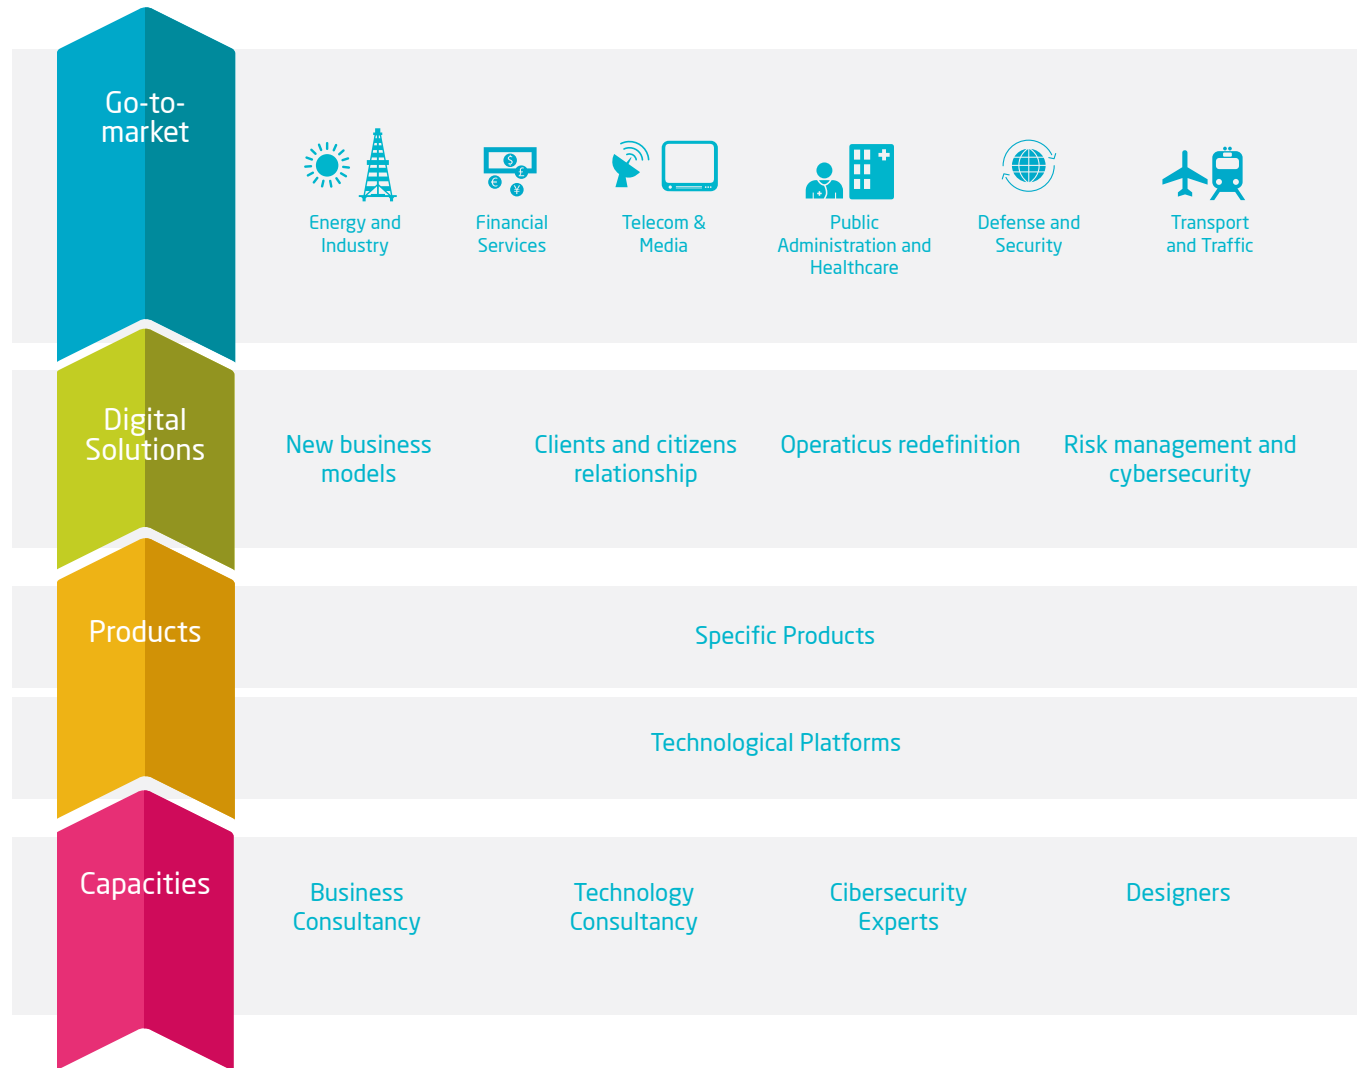 Go-to-
market
Energy and
Industry
Financial
Services
Telecom &
Media
Public
Administration and
Healthcare
Defense and
Security
Transport
and Traffic
Digital
Solutions
New business
models
Clients and citizens
relationship
Operaticus redefinition
Risk management and
cybersecurity
Products
Specific Products
Technological Platforms
Capacities
Business
Consultancy
Technology
Consultancy
Cibersecurity
Experts
Designers